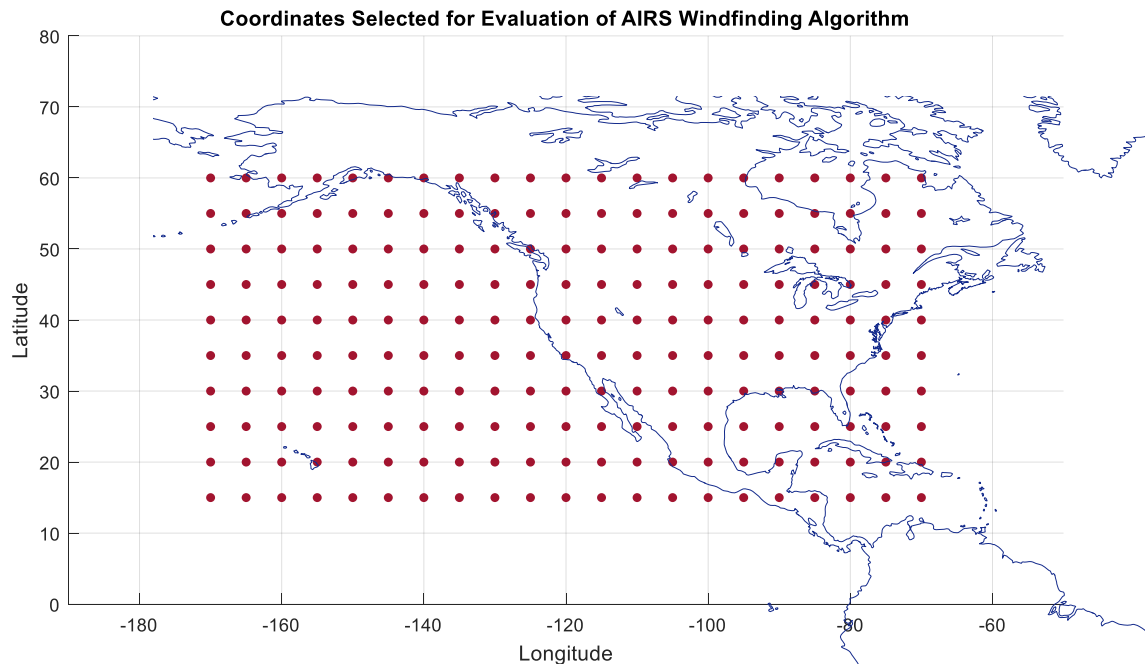 Coordinates Selected for Evaluation of AIRS Windfinding Algorithm
80
70
60
50
40
30
20
10
0
Latitude
-180 -160 -140 -120 -100 -80 -60
Longitude